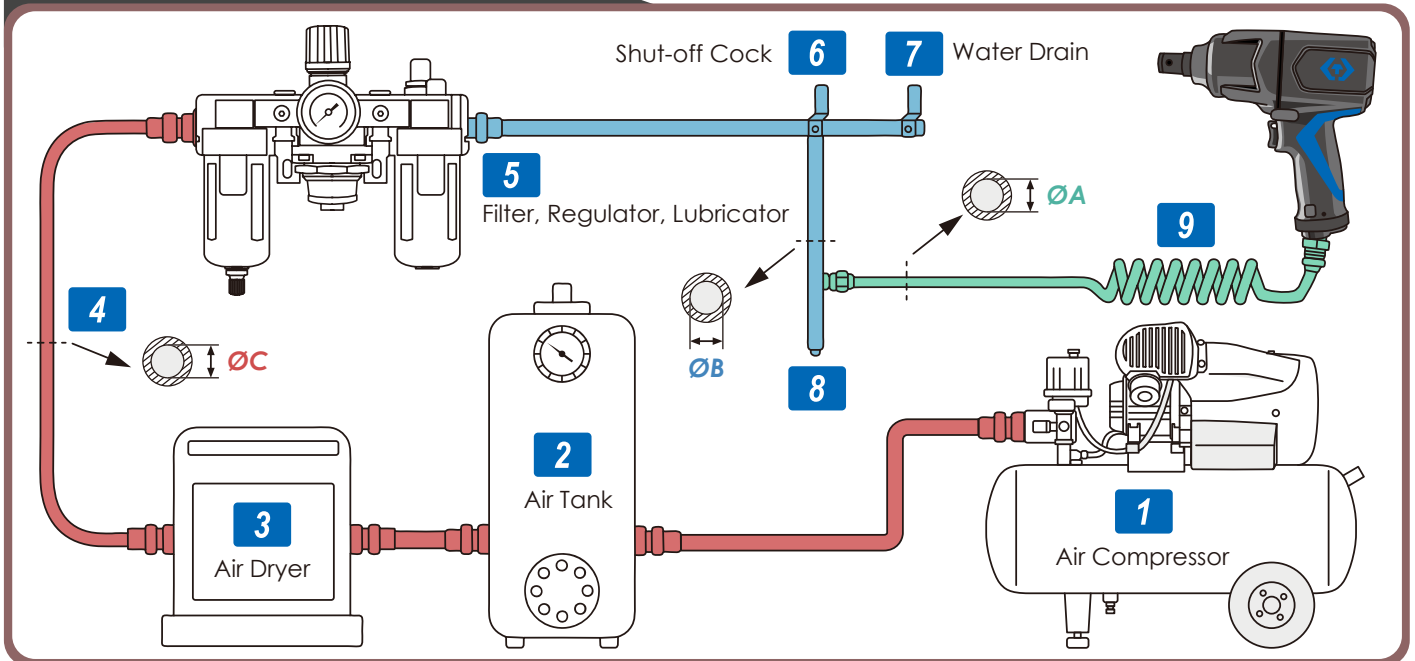 Shut-off Cock
6
7
Water Drain
5
Filter, Regulator, Lubricator
ØA
9
4
ØC
ØB
8
2
Air Tank
3
Air Dryer
1
Air Compressor